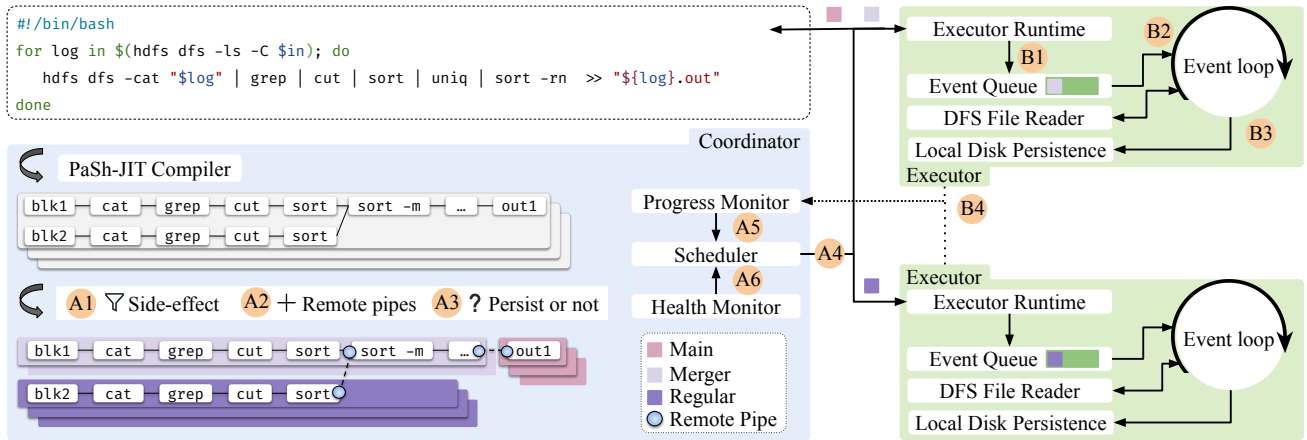 #!/bin/bash
for log in $(hdfs dfs -ls -C $in); do
hdfs dfs -cat "$log" | grep | cut | sort | uniq | sort -rn >> "${log}.out"
done
Coordinator
PaSh-JIT Compiler
blk1 cat grep cut sort sort -m … out1
blk2 cat grep cut sort
A1 Side-effect A2 + Remote pipes A3 ? Persist or not
blk1 cat grep cut sort sort -m … out1
blk2 cat grep cut sort
Progress Monitor
A5
Scheduler
A4
A6
Health Monitor
Main
Merger
Regular
Remote Pipe
Executor Runtime
B1
B2
Event Queue
Event loop
DFS File Reader
B3
Local Disk Persistence
Executor
B4
Executor
Executor Runtime
Event Queue
Event loop
DFS File Reader
Local Disk Persistence